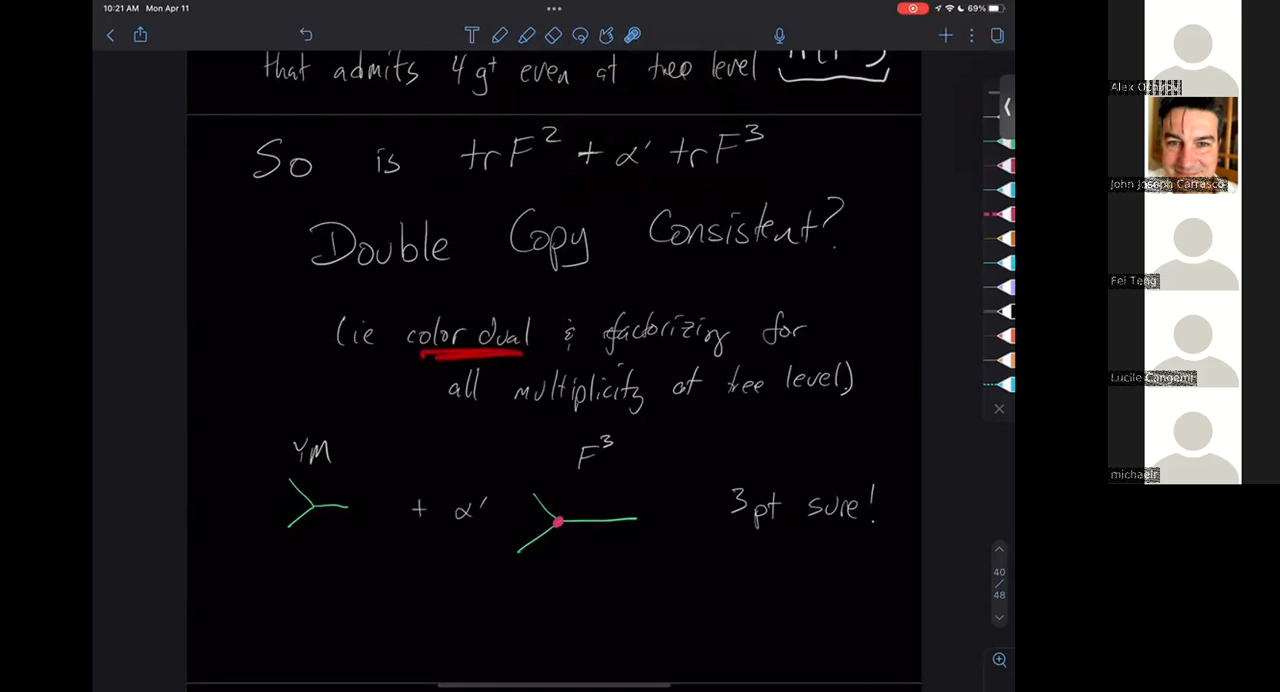 10:21 AM Mon Apr 11
69%
that admits 4g⁺ even at tree level
So is trF² + α' trF³
Double Copy Consistent?
(ie color dual & factorizing for
all multiplicity at tree level)
YM
F³
+ α'
3pt sure!
40
/
48
Alex Ochirov
John Joseph Carrasco
Fei Teng
Lucile Cangemi
michaelr